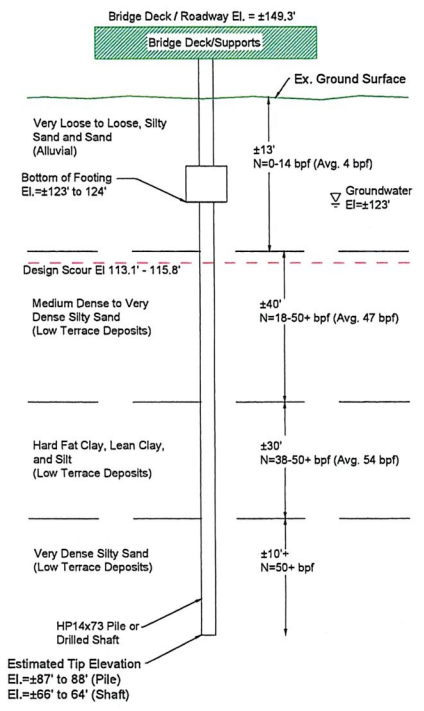 Bridge Deck / Roadway El. = ±149.3'
Bridge Deck/Supports
Ex. Ground Surface
Very Loose to Loose, Silty
Sand and Sand
(Alluvial)
±13'
N=0-14 bpf (Avg. 4 bpf)
Bottom of Footing
El.=±123' to 124'
Groundwater
El=±123'
Design Scour El 113.1' - 115.8'
Medium Dense to Very
Dense Silty Sand
(Low Terrace Deposits)
±40'
N=18-50+ bpf (Avg. 47 bpf)
Hard Fat Clay, Lean Clay,
and Silt
(Low Terrace Deposits)
±30'
N=38-50+ bpf (Avg. 54 bpf)
Very Dense Silty Sand
(Low Terrace Deposits)
±10'+
N=50+ bpf
HP14x73 Pile or
Drilled Shaft
Estimated Tip Elevation
El.=±87' to 88' (Pile)
El.=±66' to 64' (Shaft)